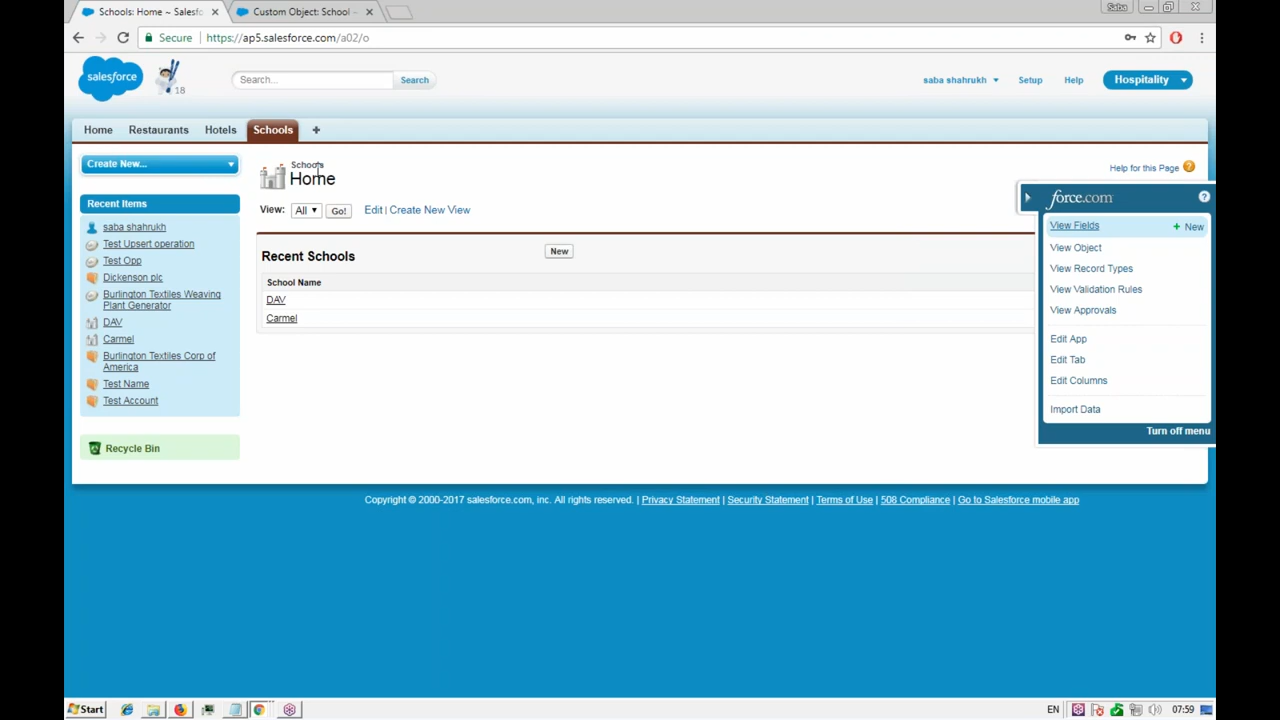 Schools: Home ~ Salesfo
Custom Object: School ~
Saba
Secure
https://ap5.salesforce.com/a02/o
salesforce
18
Search...
Search
saba shahrukh
Setup
Help
Hospitality
Home
Restaurants
Hotels
Schools
+
Create New...
Recent Items
saba shahrukh
Test Upsert operation
Test Opp
Dickenson plc
Burlington Textiles Weaving
Plant Generator
DAV
Carmel
Burlington Textiles Corp of
America
Test Name
Test Account
Recycle Bin
Schools
Home
Help for this Page ?
View: All Go! Edit | Create New View
Recent Schools
New
School Name
DAV
Carmel
force.com ?
View Fields + New
View Object
View Record Types
View Validation Rules
View Approvals
Edit App
Edit Tab
Edit Columns
Import Data
Turn off menu
Copyright © 2000-2017 salesforce.com, inc. All rights reserved. | Privacy Statement | Security Statement | Terms of Use | 508 Compliance | Go to Salesforce mobile app
Start
EN
07:59